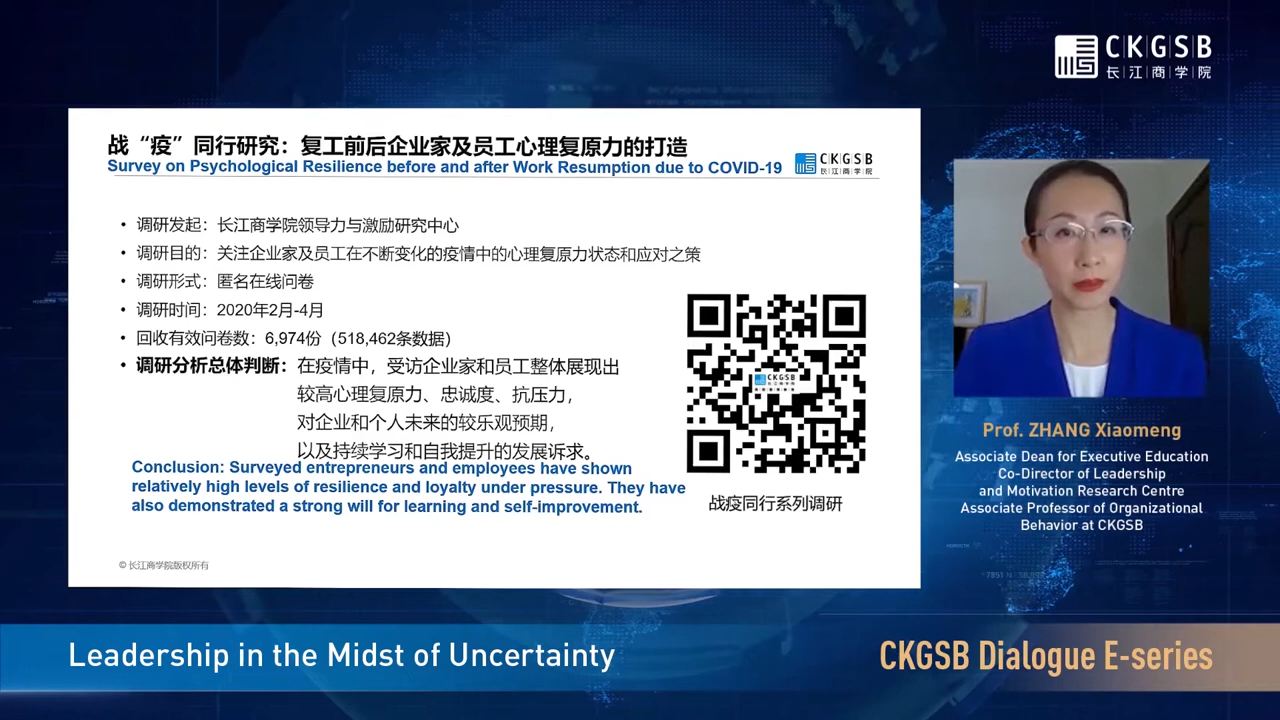 CKGSB
长江商学院
战“疫”同行研究：复工前后企业家及员工心理复原力的打造
Survey on Psychological Resilience before and after Work Resumption due to COVID-19
CKGSB
长江商学院
• 调研发起：长江商学院领导力与激励研究中心
• 调研目的：关注企业家及员工在不断变化的疫情中的心理复原力状态和应对之策
• 调研形式：匿名在线问卷
• 调研时间：2020年2月-4月
• 回收有效问卷数：6,974份（518,462条数据）
• 调研分析总体判断：在疫情中，受访企业家和员工整体展现出
较高心理复原力、忠诚度、抗压力，
对企业和个人未来的较乐观预期，
以及持续学习和自我提升的发展诉求。
Conclusion: Surveyed entrepreneurs and employees have shown
relatively high levels of resilience and loyalty under pressure. They have
also demonstrated a strong will for learning and self-improvement.
CKGSB
长江商学院
战疫同行系列调研
© 长江商学院版权所有
Prof. ZHANG Xiaomeng
Associate Dean for Executive Education
Co-Director of Leadership
and Motivation Research Centre
Associate Professor of Organizational
Behavior at CKGSB
Leadership in the Midst of Uncertainty
CKGSB Dialogue E-series